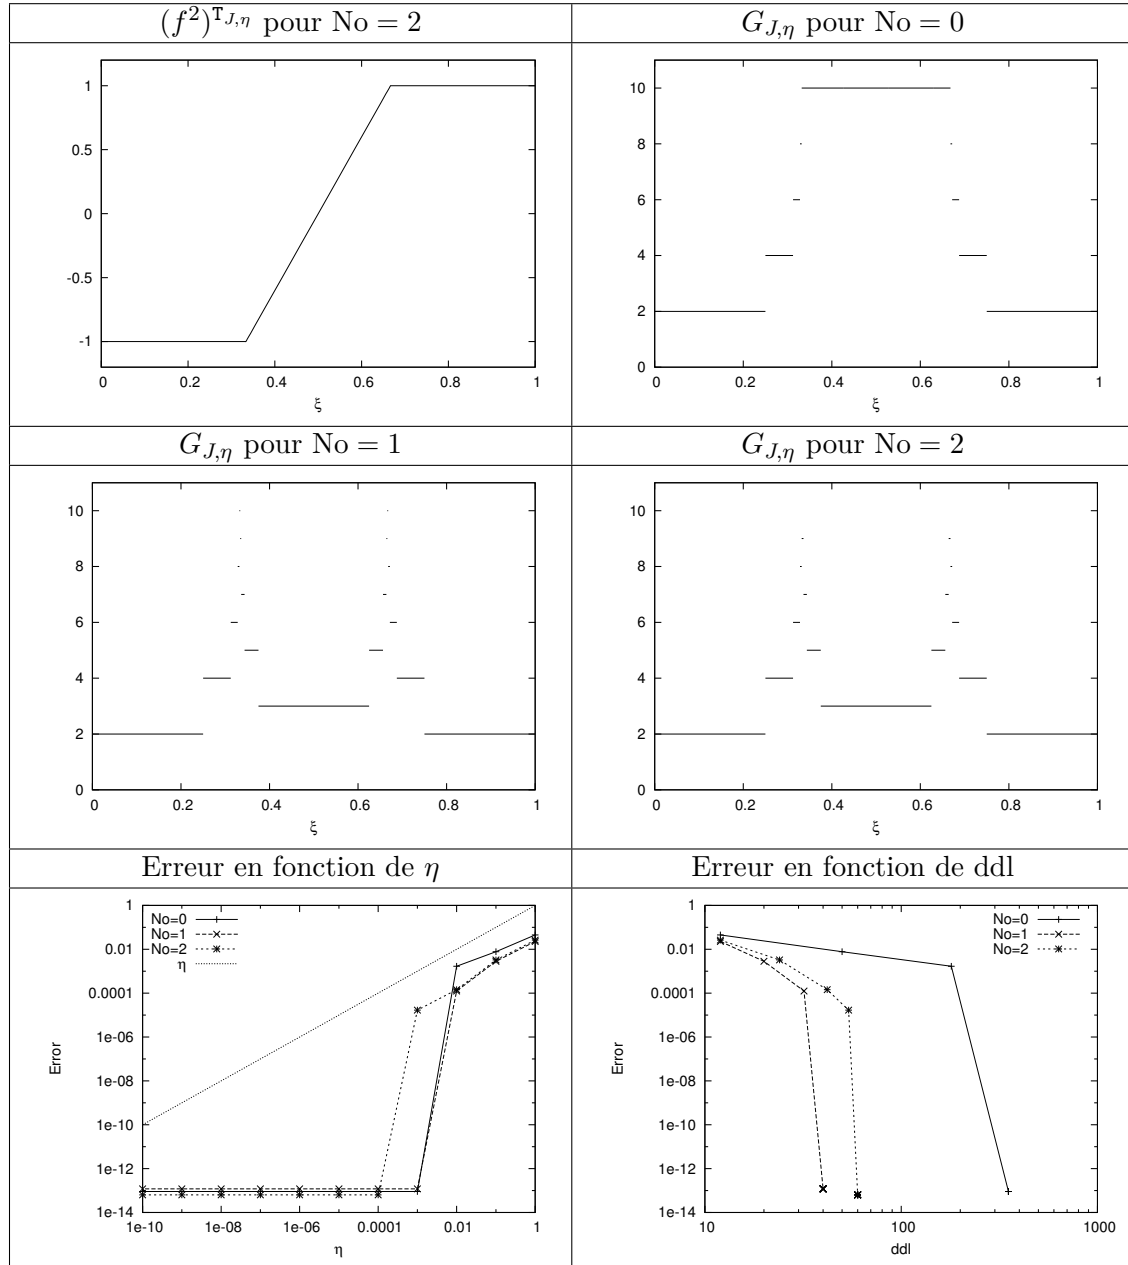 (f²)^{T_{J,η}} pour No = 2
G_{J,η} pour No = 0
1
0.5
0
-0.5
-1
0 0.2 0.4 0.6 0.8 1
ξ
10
8
6
4
2
0
0 0.2 0.4 0.6 0.8 1
ξ
G_{J,η} pour No = 1
G_{J,η} pour No = 2
10
8
6
4
2
0
0 0.2 0.4 0.6 0.8 1
ξ
10
8
6
4
2
0
0 0.2 0.4 0.6 0.8 1
ξ
Erreur en fonction de η
Erreur en fonction de ddl
No=0
No=1
No=2
η
1
0.01
0.0001
1e-06
1e-08
1e-10
1e-12
1e-14
Error
1e-10 1e-08 1e-06 0.0001 0.01 1
η
No=0
No=1
No=2
1
0.01
0.0001
1e-06
1e-08
1e-10
1e-12
1e-14
Error
10 100 1000
ddl